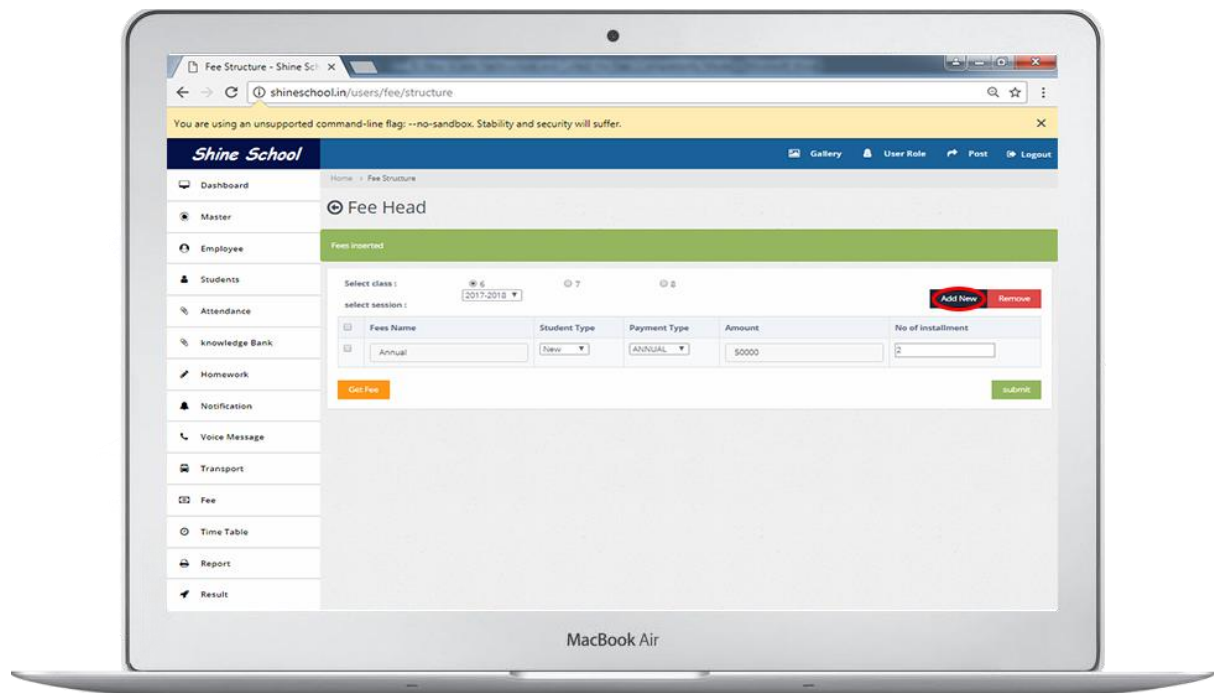 Fee Structure - Shine Sch
shineschool.in/users/fee/structure
You are using an unsupported command-line flag: --no-sandbox. Stability and security will suffer.
Shine School Gallery User Role Post Logout
Dashboard
Master
Employee
Students
Attendance
knowledge Bank
Homework
Notification
Voice Message
Transport
Fee
Time Table
Report
Result
Home Fee Structure
Fee Head
Fees inserted
Select class : 6 7 8
select session : 2017-2018
Add New Remove
Fees Name Student Type Payment Type Amount No of installment
Annual New ANNUAL 50000 2
Get Fee submit
MacBook Air